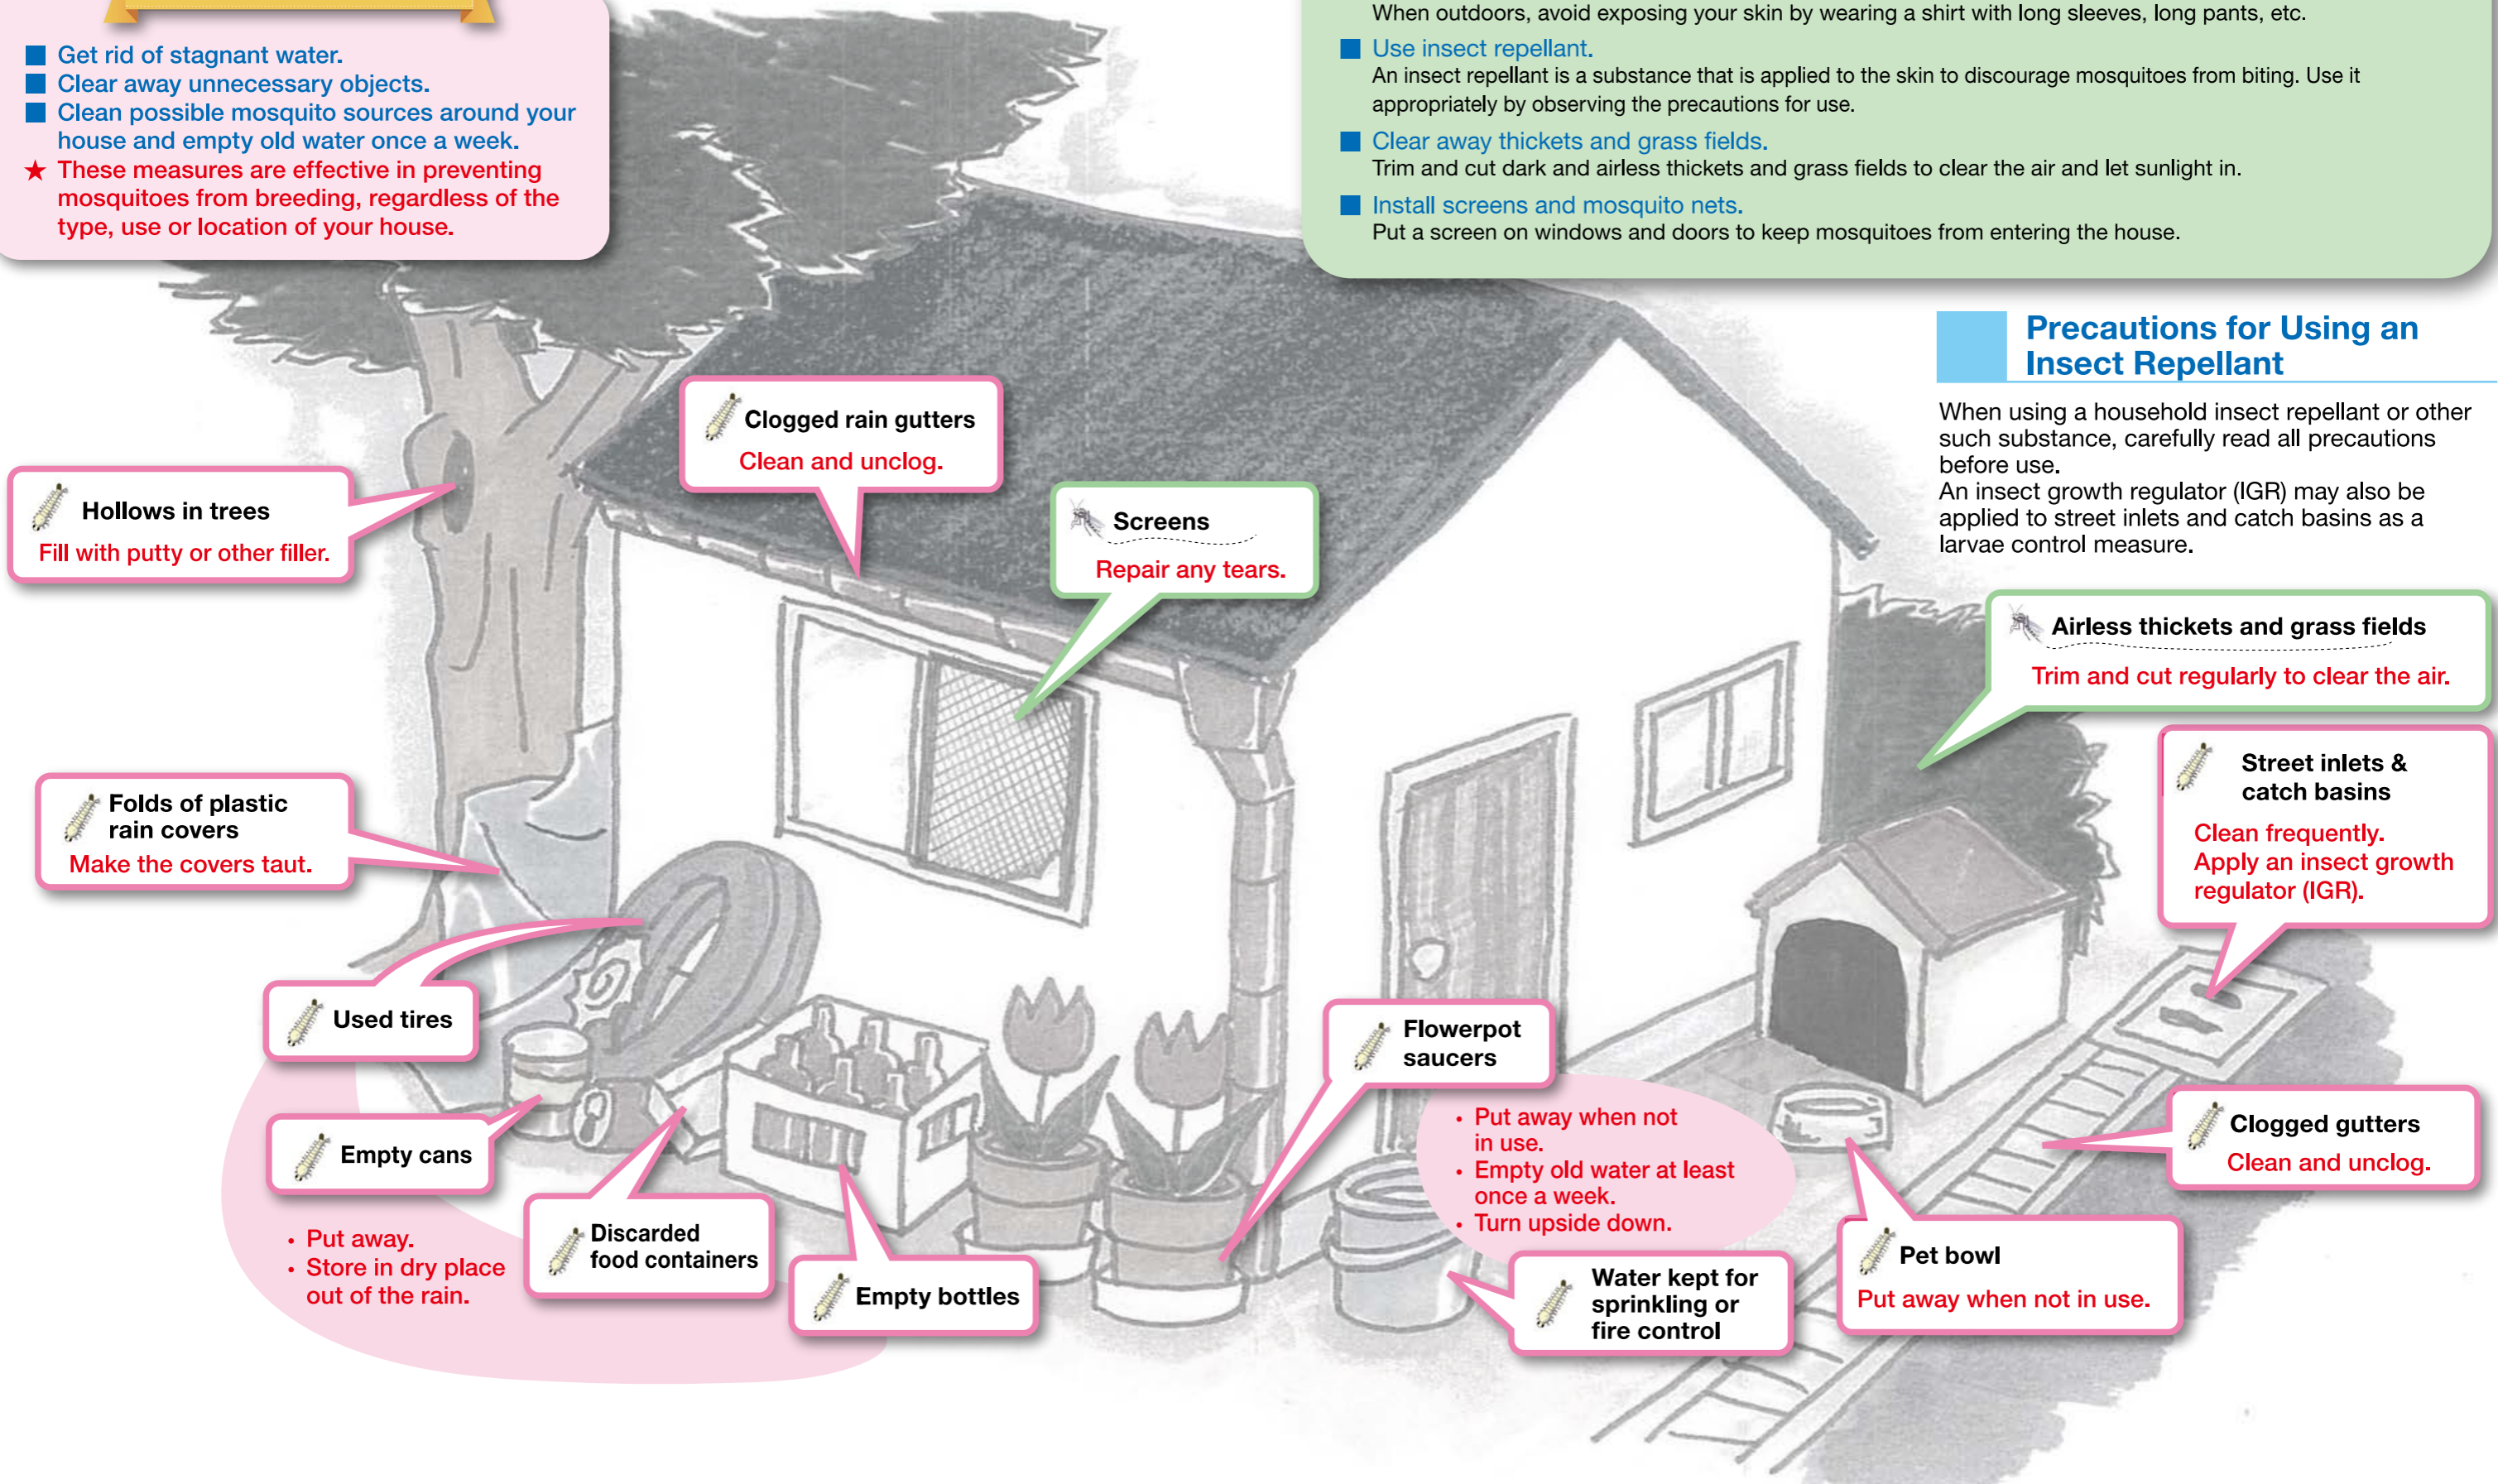 Get rid of stagnant water.
Clear away unnecessary objects.
Clean possible mosquito sources around your
house and empty old water once a week.
★ These measures are effective in preventing
mosquitoes from breeding, regardless of the
type, use or location of your house.
When outdoors, avoid exposing your skin by wearing a shirt with long sleeves, long pants, etc.
Use insect repellant.
An insect repellant is a substance that is applied to the skin to discourage mosquitoes from biting. Use it
appropriately by observing the precautions for use.
Clear away thickets and grass fields.
Trim and cut dark and airless thickets and grass fields to clear the air and let sunlight in.
Install screens and mosquito nets.
Put a screen on windows and doors to keep mosquitoes from entering the house.
Precautions for Using an
Insect Repellant
When using a household insect repellant or other
such substance, carefully read all precautions
before use.
An insect growth regulator (IGR) may also be
applied to street inlets and catch basins as a
larvae control measure.
Clogged rain gutters
Clean and unclog.
Hollows in trees
Fill with putty or other filler.
Screens
Repair any tears.
Airless thickets and grass fields
Trim and cut regularly to clear the air.
Street inlets &
catch basins
Clean frequently.
Apply an insect growth
regulator (IGR).
Folds of plastic
rain covers
Make the covers taut.
Used tires
Empty cans
• Put away.
• Store in dry place
out of the rain.
Discarded
food containers
Empty bottles
Flowerpot
saucers
• Put away when not
in use.
• Empty old water at least
once a week.
• Turn upside down.
Water kept for
sprinkling or
fire control
Pet bowl
Put away when not in use.
Clogged gutters
Clean and unclog.